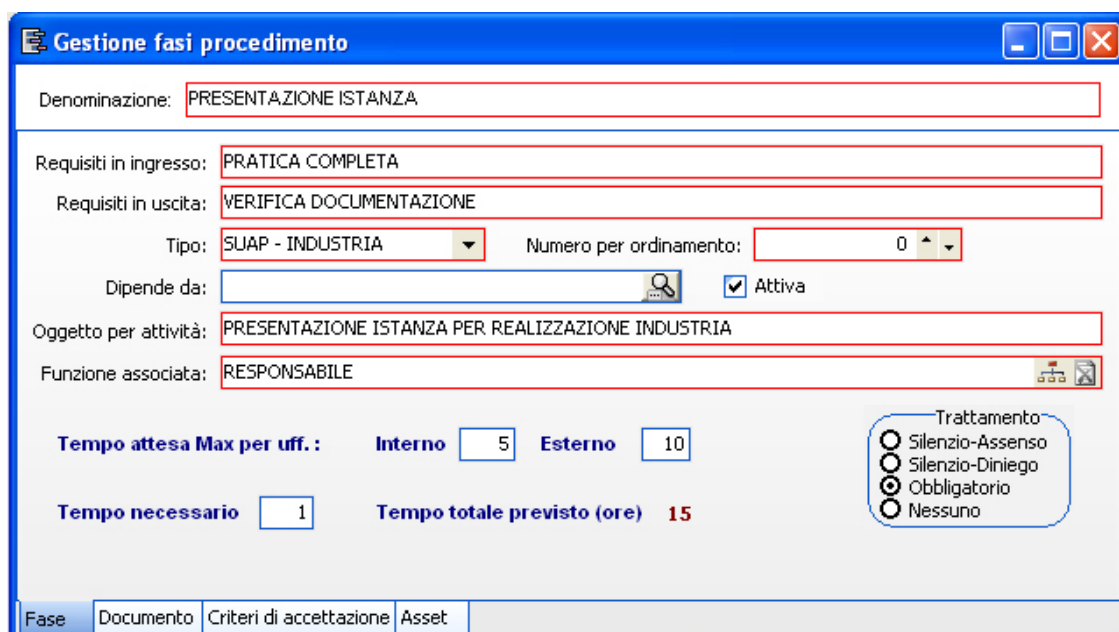 Gestione fasi procedimento
Denominazione: PRESENTAZIONE ISTANZA
Requisiti in ingresso: PRATICA COMPLETA
Requisiti in uscita: VERIFICA DOCUMENTAZIONE
Tipo: SUAP - INDUSTRIA Numero per ordinamento: 0
Dipende da: Attiva
Oggetto per attività: PRESENTAZIONE ISTANZA PER REALIZZAZIONE INDUSTRIA
Funzione associata: RESPONSABILE
Trattamento
Silenzio-Assenso
Silenzio-Diniego
Obbligatorio
Nessuno
Tempo attesa Max per uff. : Interno 5 Esterno 10
Tempo necessario 1 Tempo totale previsto (ore) 15
Fase Documento Criteri di accettazione Asset